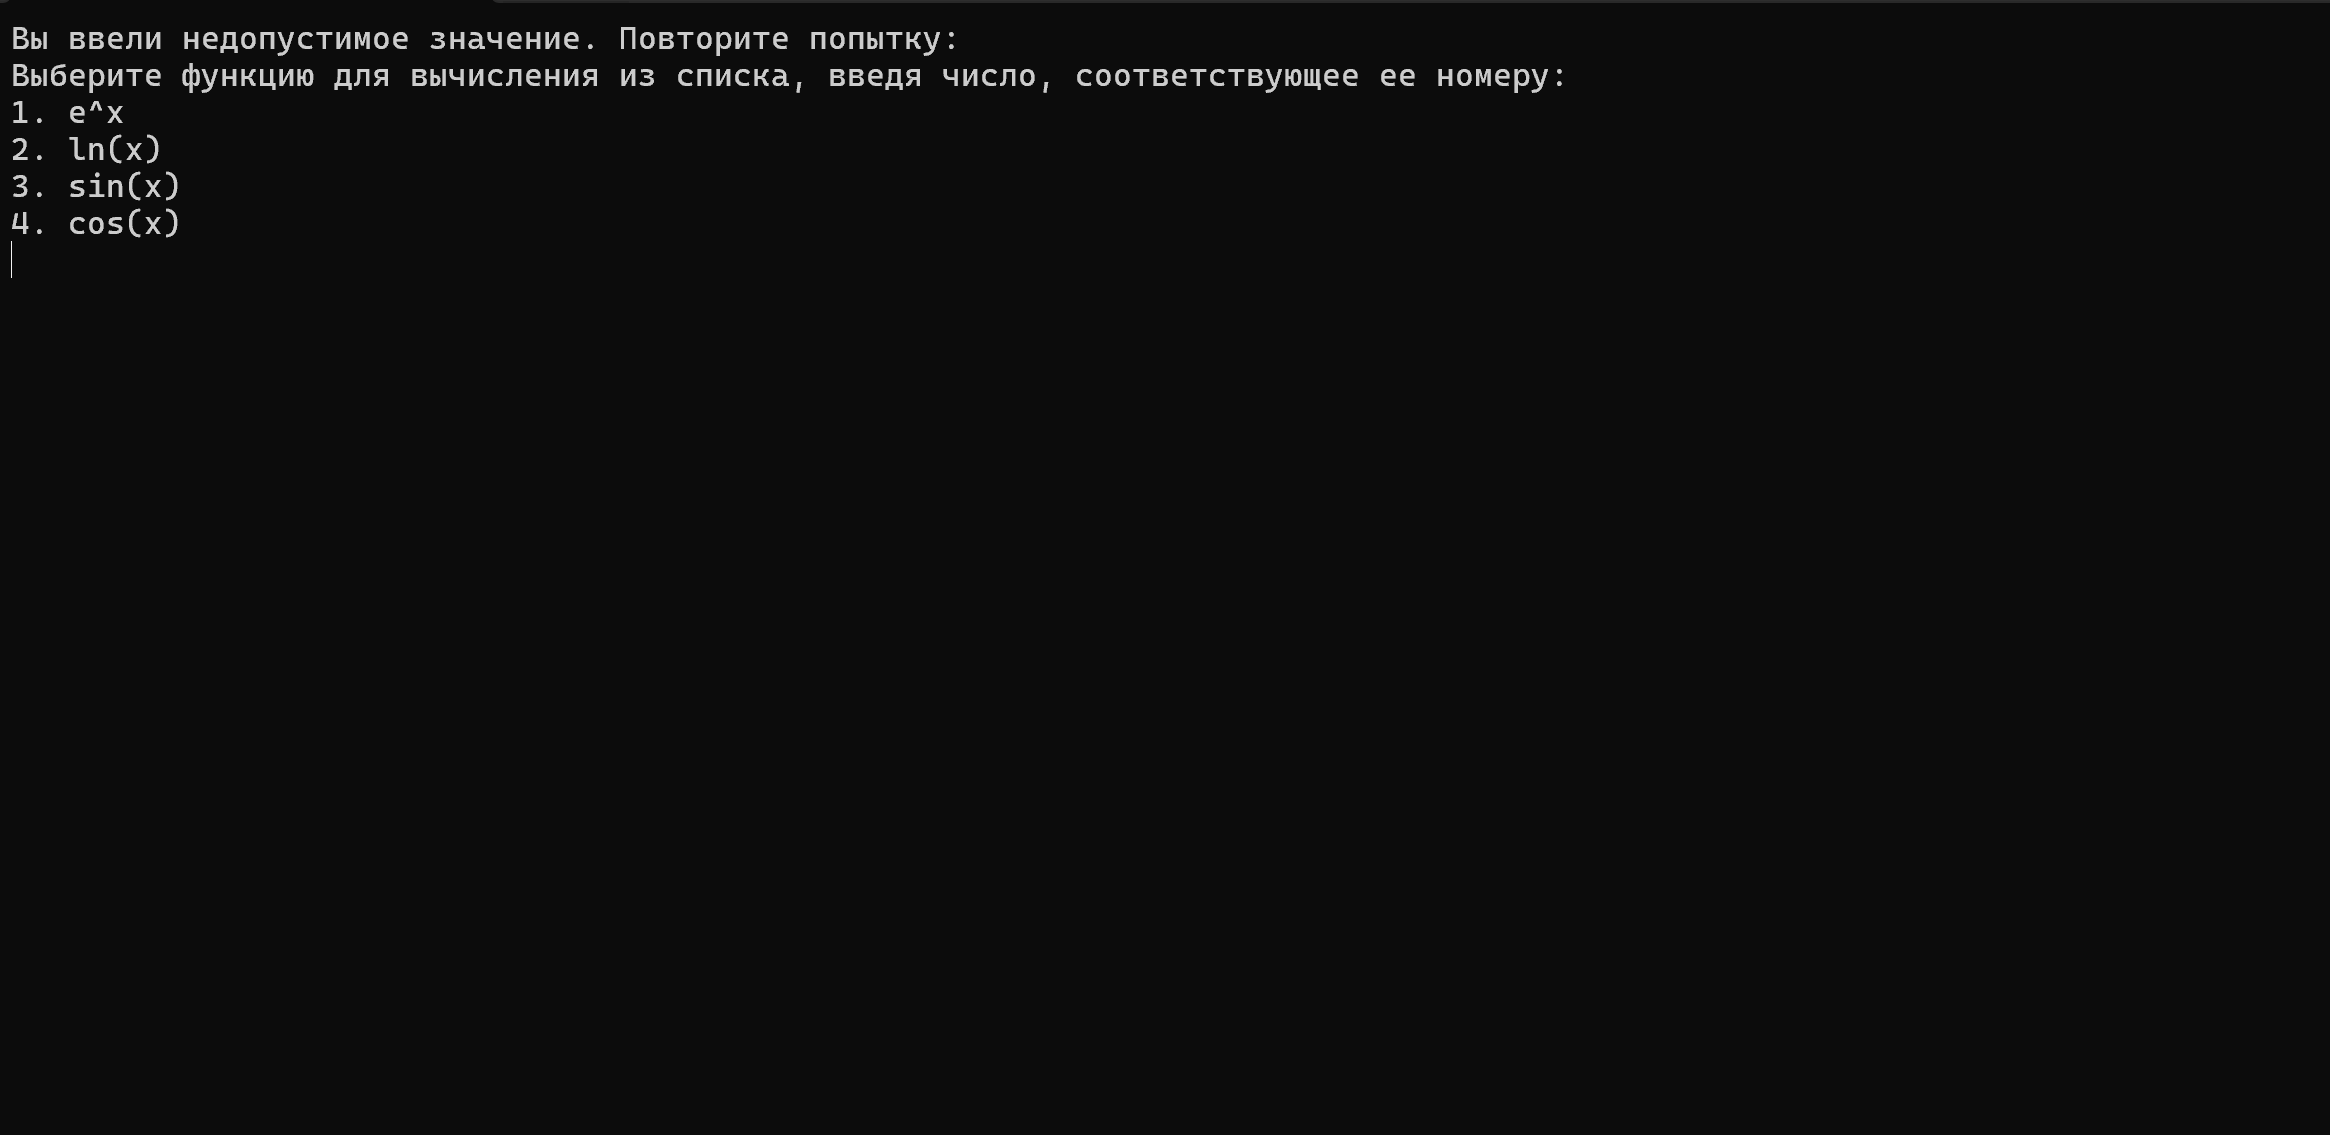 Вы ввели недопустимое значение. Повторите попытку:
Выберите функцию для вычисления из списка, введя число, соответствующее ее номеру:
1. e^x
2. ln(x)
3. sin(x)
4. cos(x)